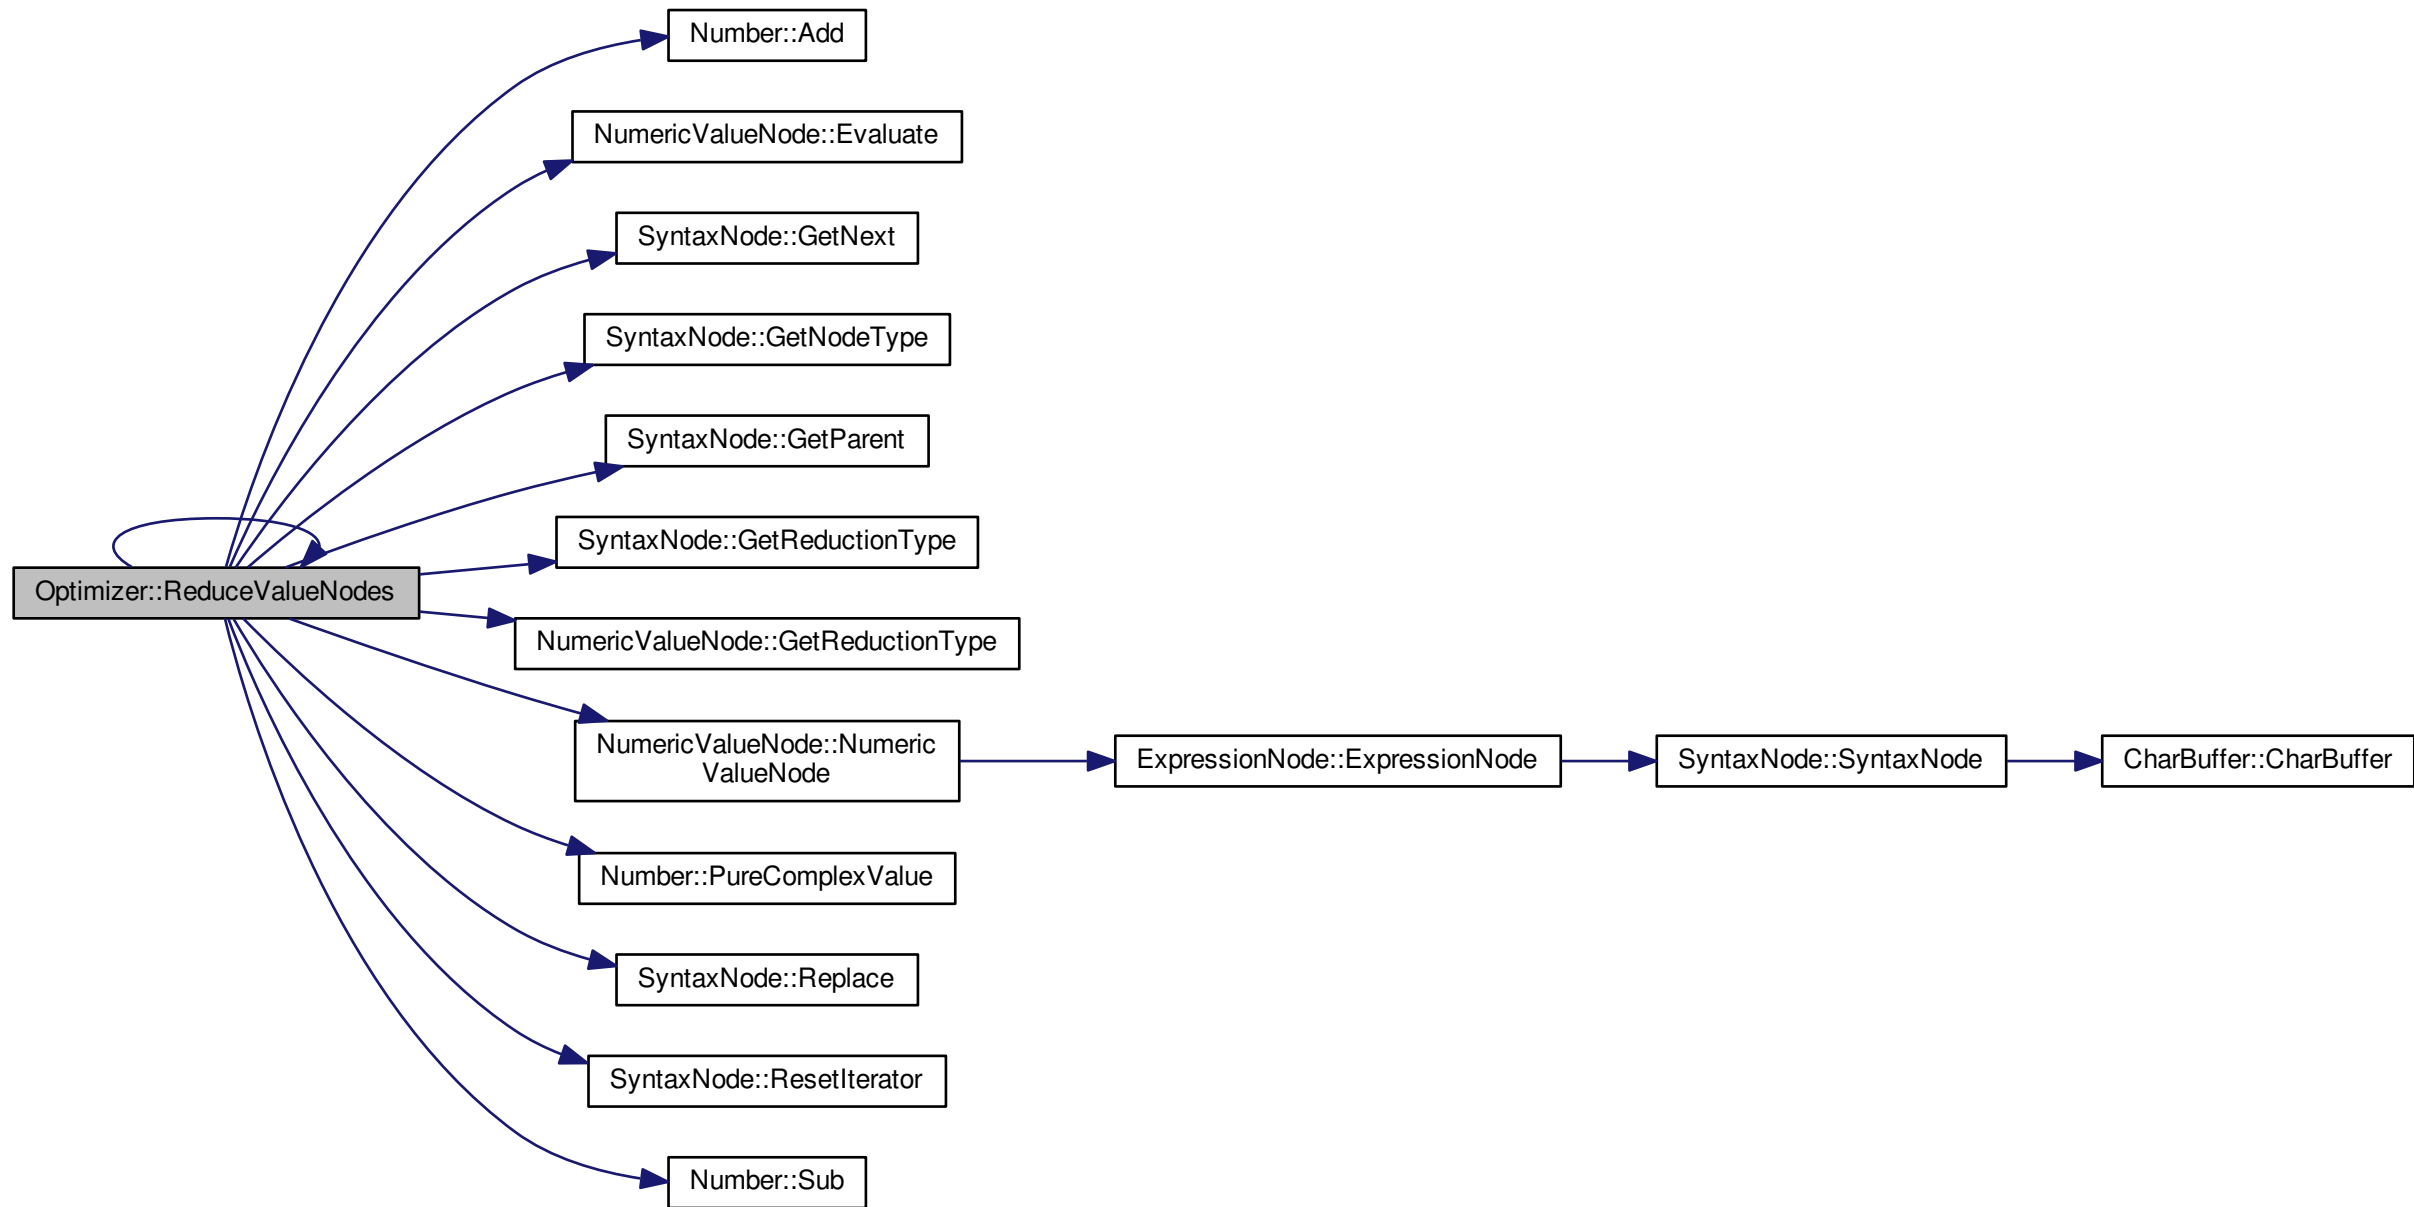 Number::Add
NumericValueNode::Evaluate
SyntaxNode::GetNext
SyntaxNode::GetNodeType
SyntaxNode::GetParent
SyntaxNode::GetReductionType
Optimizer::ReduceValueNodes
NumericValueNode::GetReductionType
NumericValueNode::Numeric
ValueNode
ExpressionNode::ExpressionNode
SyntaxNode::SyntaxNode
CharBuffer::CharBuffer
Number::PureComplexValue
SyntaxNode::Replace
SyntaxNode::ResetIterator
Number::Sub